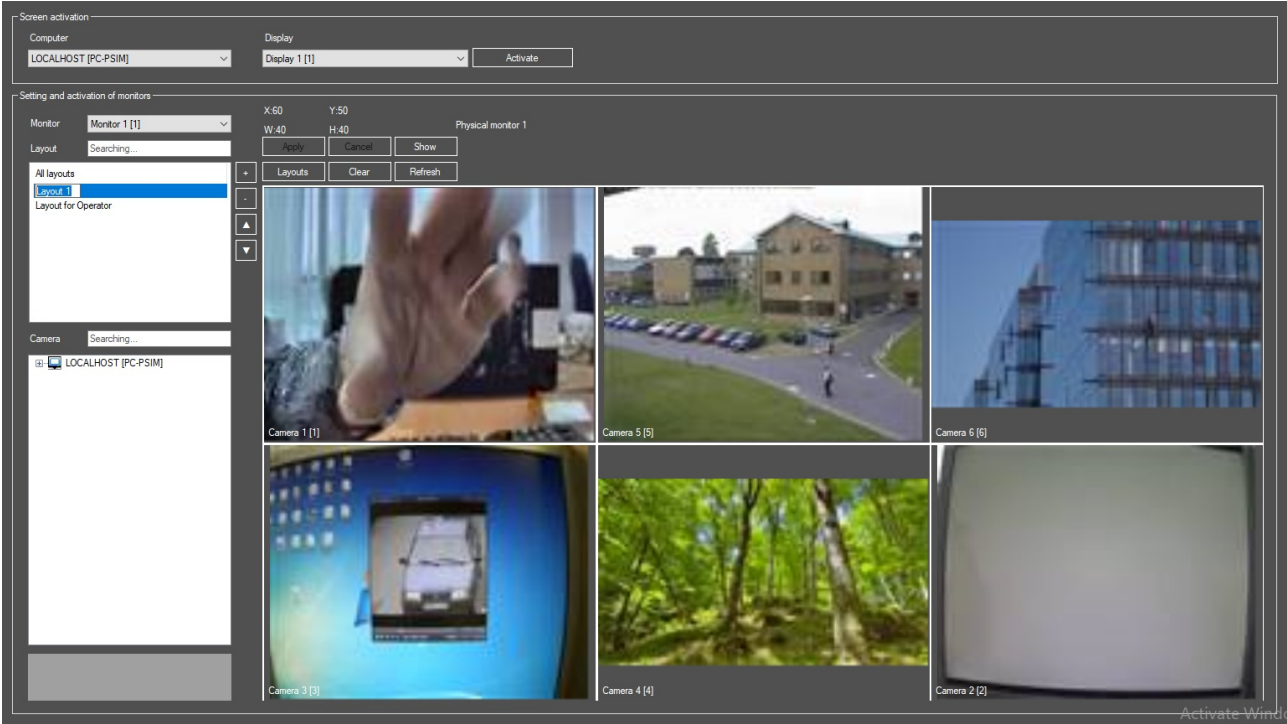 Screen activation
Computer
Display
LOCALHOST [PC-PSIM]
Display 1 [1]
Activate
Setting and activation of monitors
X:60
Y:50
Monitor
Monitor 1 [1]
W:40
H:40
Physical monitor 1
Layout
Searching...
Apply
Cancel
Show
All layouts
+
Layouts
Clear
Refresh
Layout 1
-
Layout for Operator
▲
▼
Camera
Searching...
LOCALHOST [PC-PSIM]
Camera 1 [1]
Camera 5 [5]
Camera 6 [6]
Camera 3 [3]
Camera 4 [4]
Camera 2 [2]